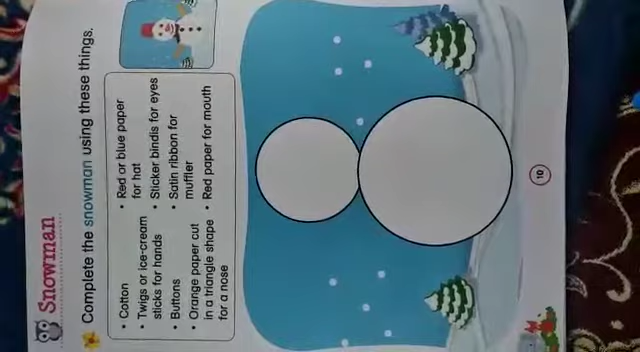 Snowman
Complete the snowman using these things.
• Cotton
• Twigs or ice-cream
sticks for hands
• Buttons
• Orange paper cut
in a triangle shape
for a nose
• Red or blue paper
for hat
• Sticker bindis for eyes
• Satin ribbon for
muffler
• Red paper for mouth
10